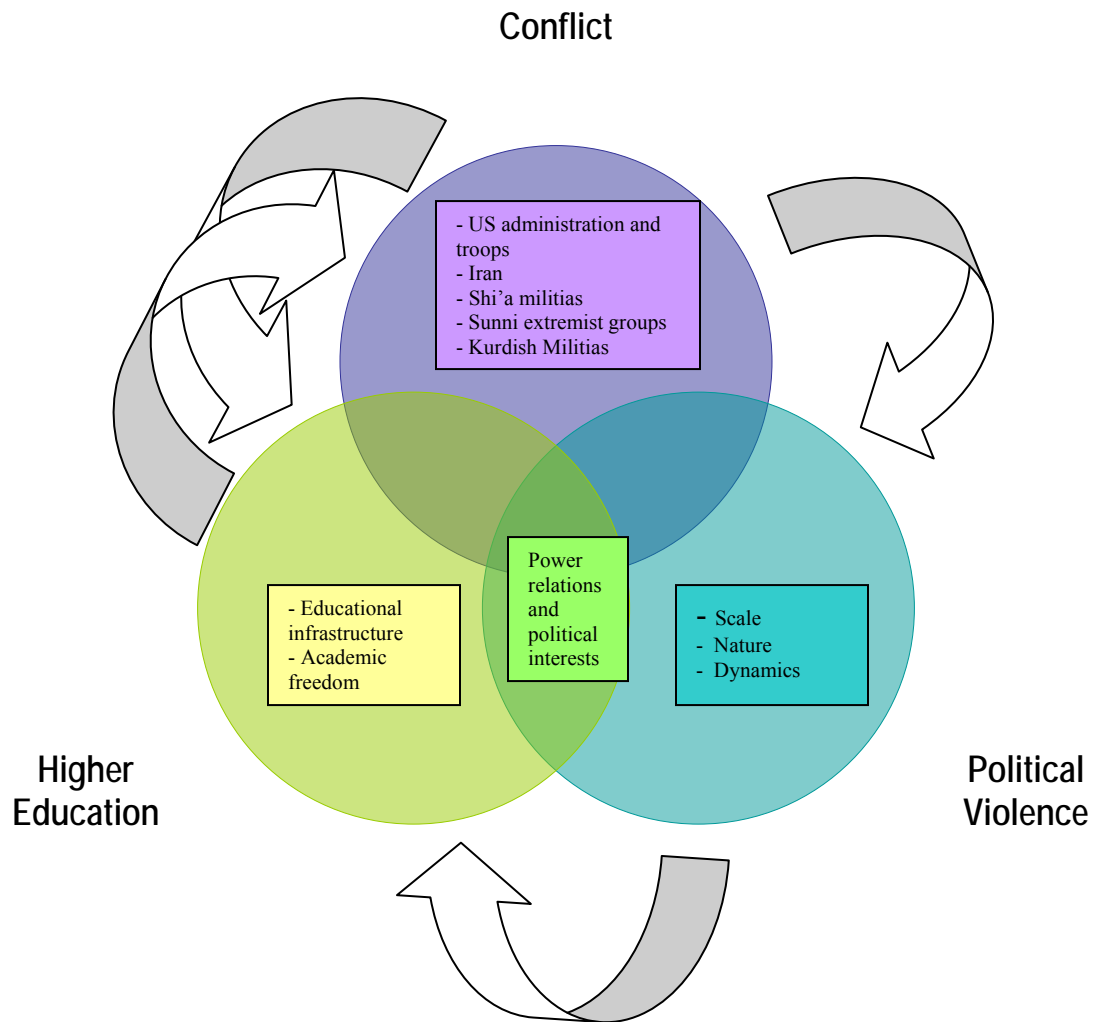 Conflict
- US administration and
troops
- Iran
- Shi’a militias
- Sunni extremist groups
- Kurdish Militias
Power
relations
and
political
interests
- Educational
infrastructure
- Academic
freedom
- Scale
- Nature
- Dynamics
Higher
Education
Political
Violence